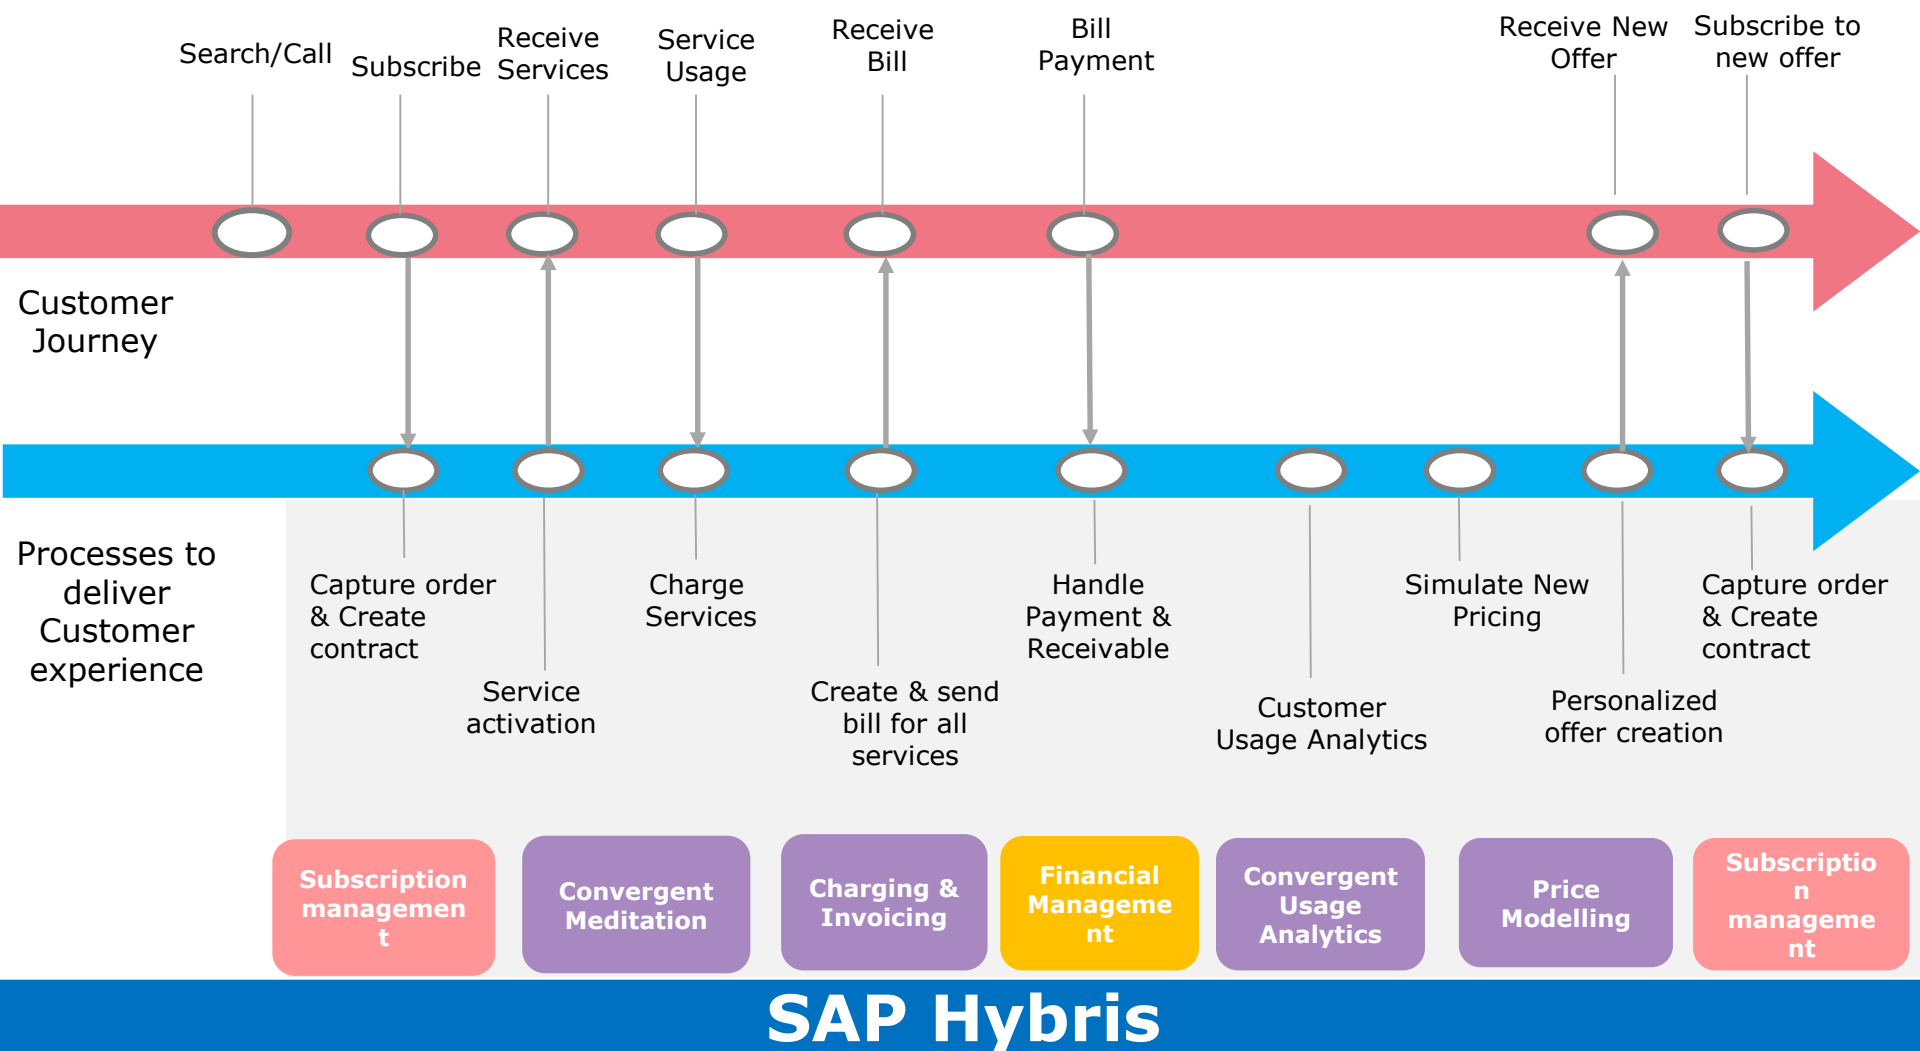 Search/Call
Subscribe
Receive
Services
Service
Usage
Receive
Bill
Bill
Payment
Receive New
Offer
Subscribe to
new offer
Customer
Journey
Processes to
deliver
Customer
experience
Capture order
& Create
contract
Service
activation
Charge
Services
Create & send
bill for all
services
Handle
Payment &
Receivable
Customer
Usage Analytics
Simulate New
Pricing
Personalized
offer creation
Capture order
& Create
contract
Subscription
managemen
t
Convergent
Meditation
Charging &
Invoicing
Financial
Manageme
nt
Convergent
Usage
Analytics
Price
Modelling
Subscriptio
n
manageme
nt
SAP Hybris